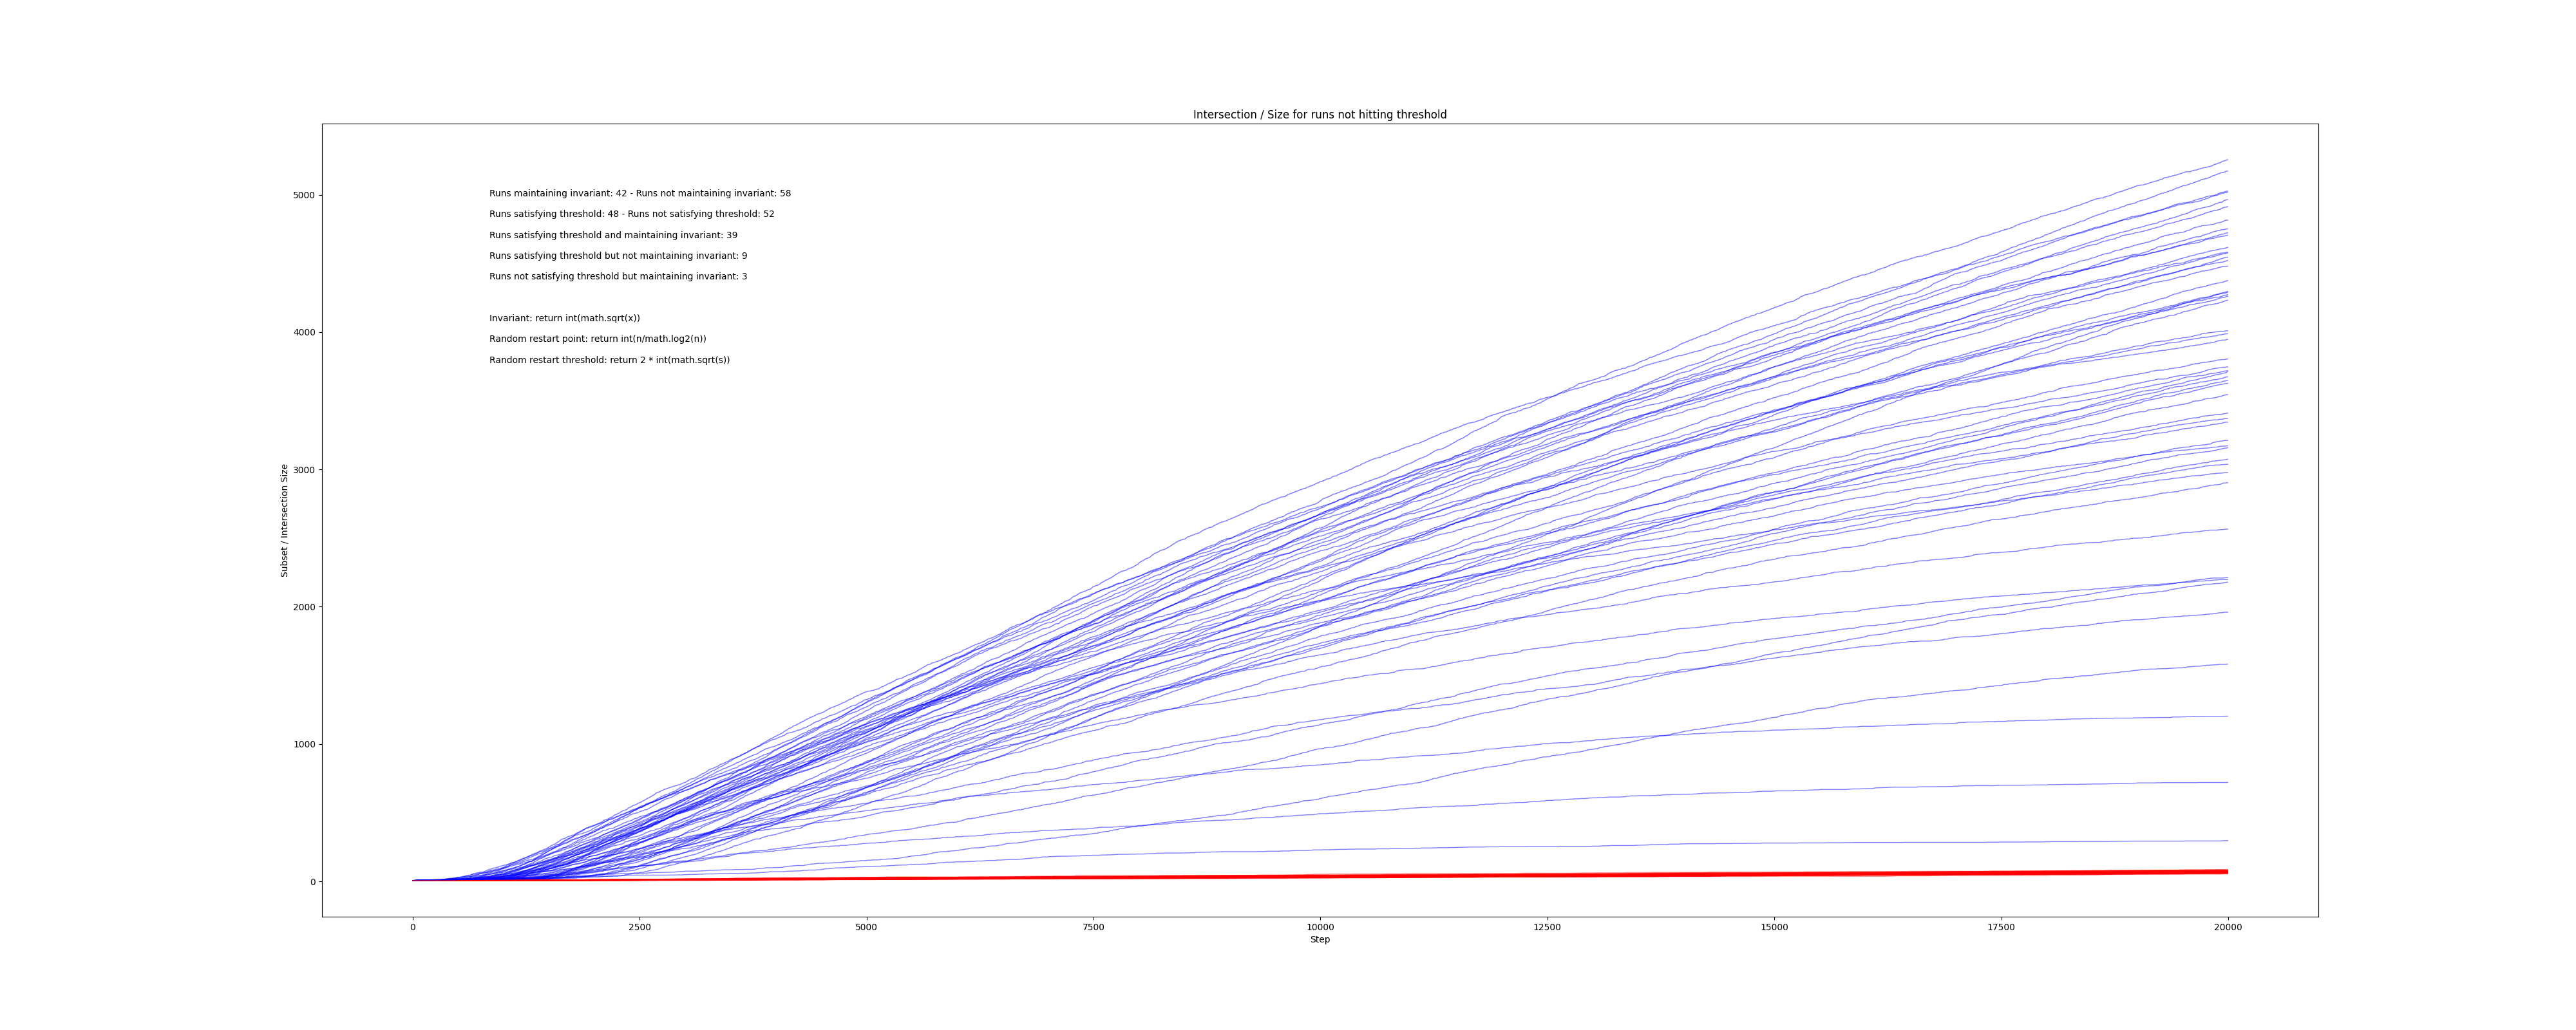 Intersection / Size for runs not hitting threshold
Runs maintaining invariant: 42 - Runs not maintaining invariant: 58
Runs satisfying threshold: 48 - Runs not satisfying threshold: 52
Runs satisfying threshold and maintaining invariant: 39
Runs satisfying threshold but not maintaining invariant: 9
Runs not satisfying threshold but maintaining invariant: 3
Invariant: return int(math.sqrt(x))
Random restart point: return int(n/math.log2(n))
Random restart threshold: return 2 * int(math.sqrt(s))
Subset / Intersection Size
5000
4000
3000
2000
1000
0
0 2500 5000 7500 10000 12500 15000 17500 20000
Step